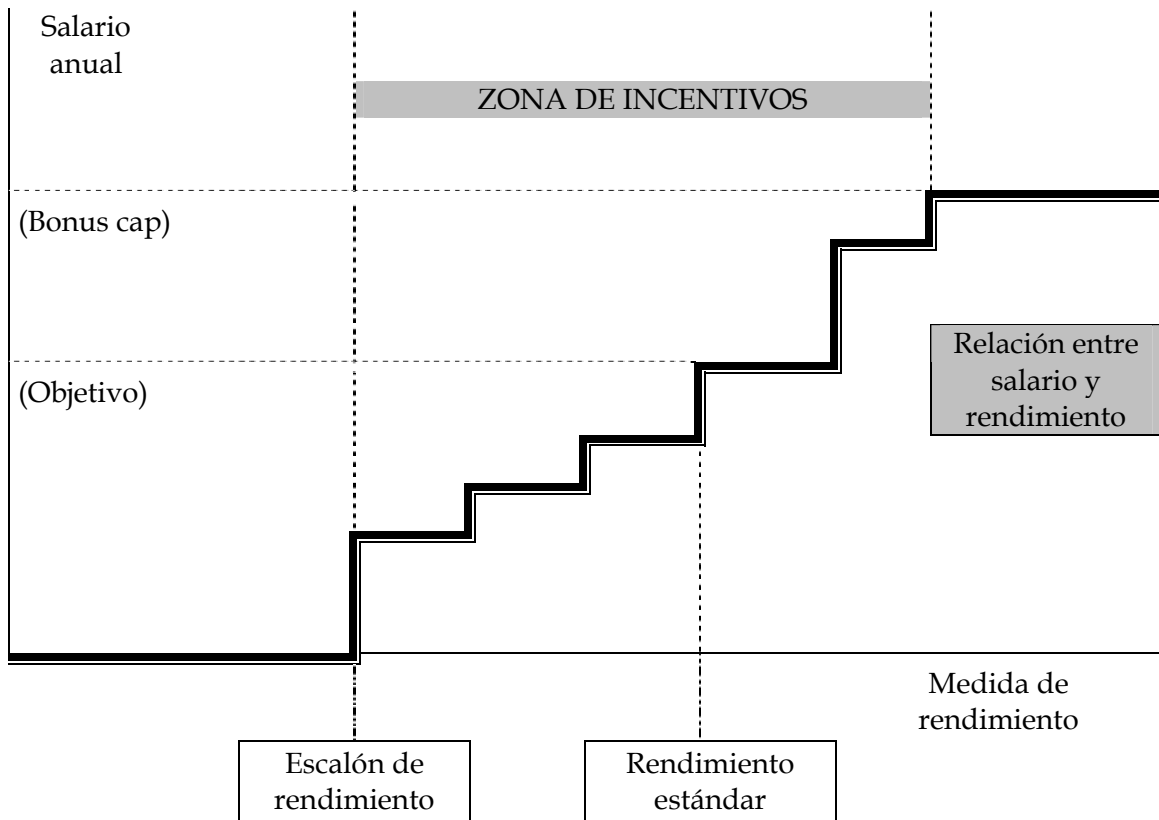 Salario
anual
ZONA DE INCENTIVOS
(Bonus cap)
(Objetivo)
Relación entre
salario y
rendimiento
Medida de
rendimiento
Escalón de
rendimiento
Rendimiento
estándar